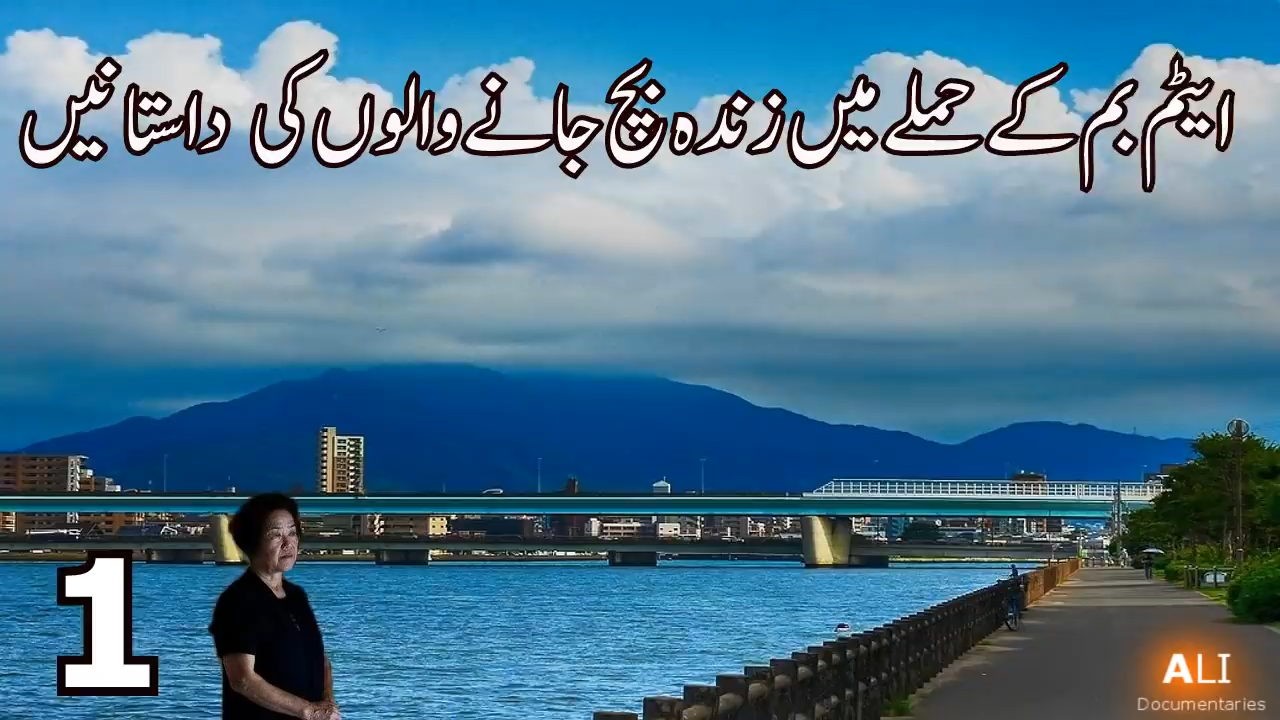 ایٹم بم کے حملے میں زندہ بچ جانے والوں کی داستانیں
1
ALI
Documentaries